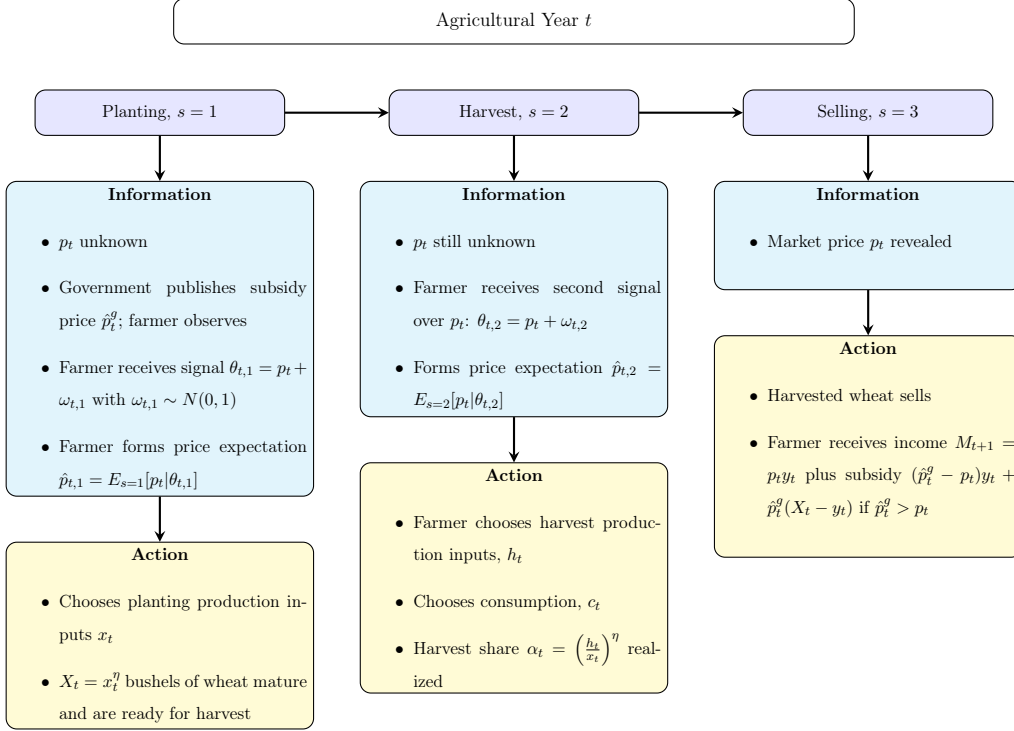 Agricultural Year t
Planting, s = 1
Harvest, s = 2
Selling, s = 3
Information
• p_t unknown
• Government publishes subsidy
price p̂_t^g; farmer observes
• Farmer receives signal θ_{t,1} = p_t +
ω_{t,1} with ω_{t,1} ∼ N(0, 1)
• Farmer forms price expectation
p̂_{t,1} = E_{s=1}[p_t|θ_{t,1}]
Action
• Chooses planting production in-
puts x_t
• X_t = x_t^η bushels of wheat mature
and are ready for harvest
Information
• p_t still unknown
• Farmer receives second signal
over p_t: θ_{t,2} = p_t + ω_{t,2}
• Forms price expectation p̂_{t,2} =
E_{s=2}[p_t|θ_{t,2}]
Action
• Farmer chooses harvest produc-
tion inputs, h_t
• Chooses consumption, c_t
• Harvest share α_t = (h_t/x_t)^η real-
ized
Information
• Market price p_t revealed
Action
• Harvested wheat sells
• Farmer receives income M_{t+1} =
p_t y_t plus subsidy (p̂_t^g − p_t)y_t +
p̂_t^g(X_t − y_t) if p̂_t^g > p_t